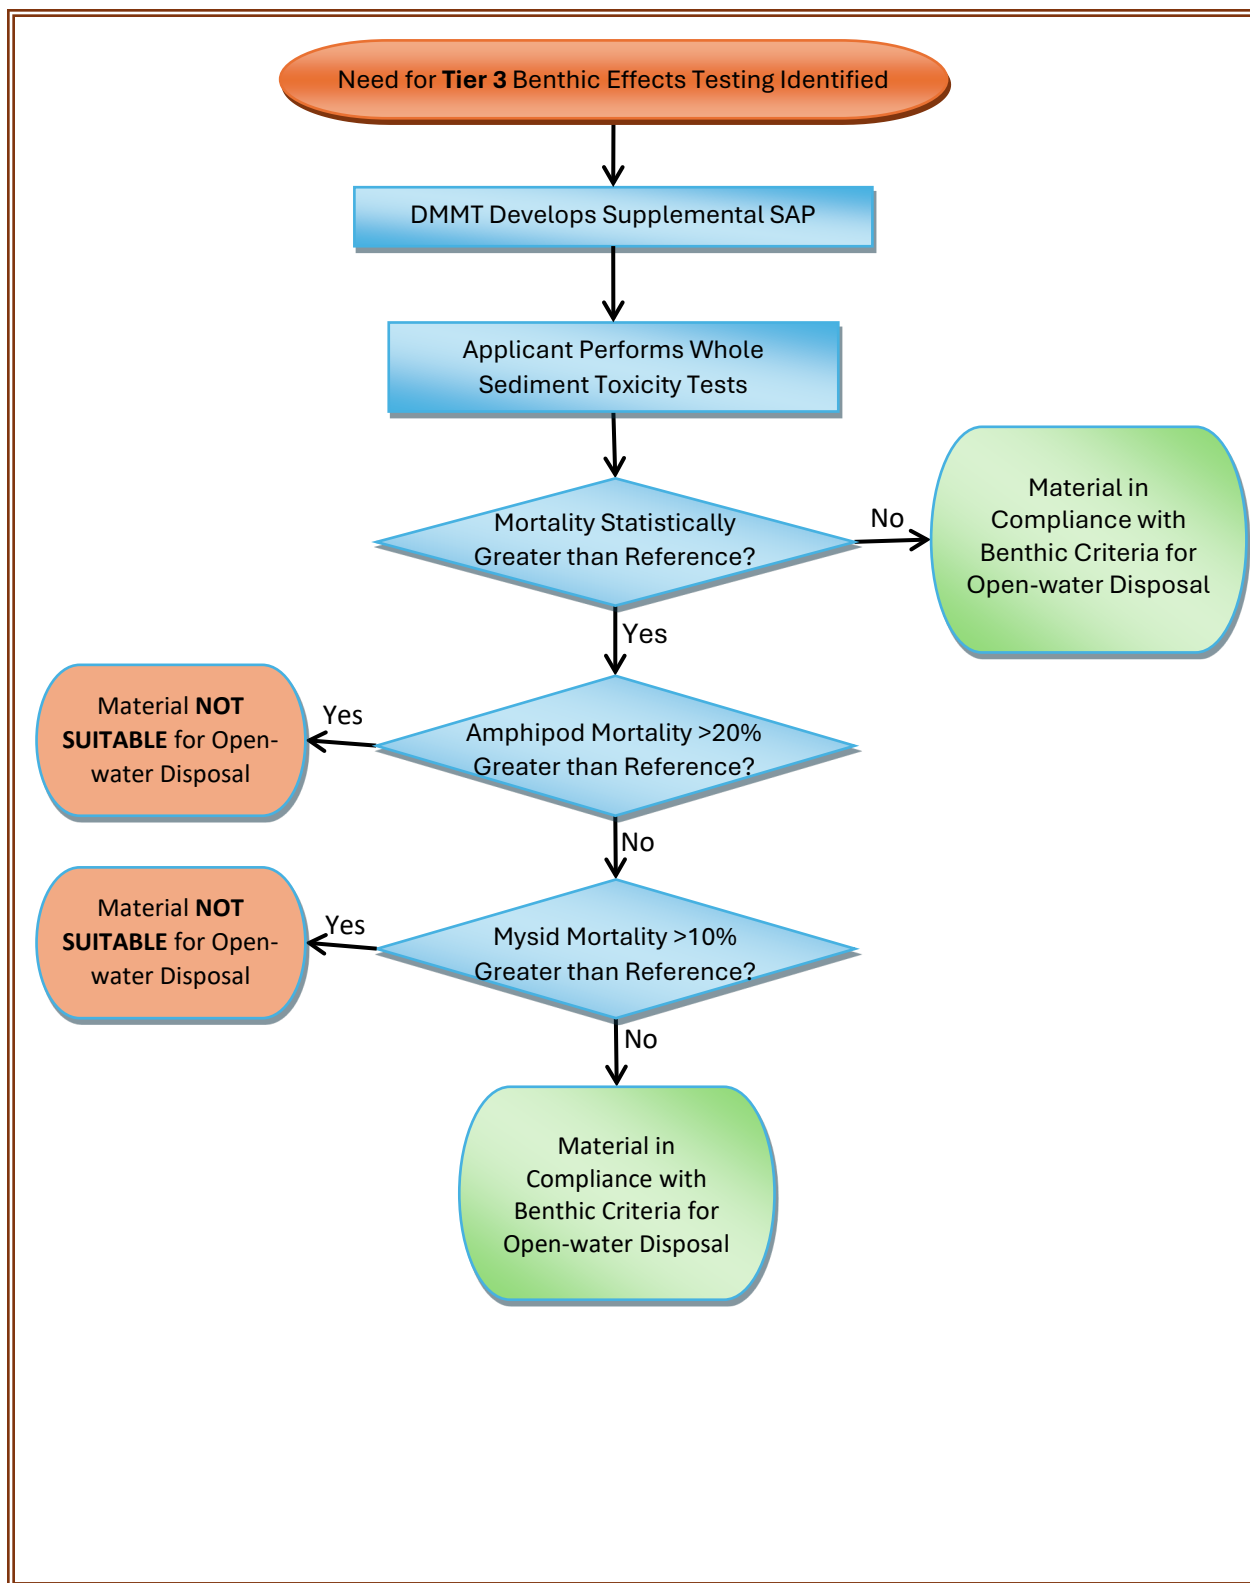 Need for Tier 3 Benthic Effects Testing Identified
DMMT Develops Supplemental SAP
Applicant Performs Whole
Sediment Toxicity Tests
Mortality Statistically
Greater than Reference?
No
Material in
Compliance with
Benthic Criteria for
Open-water Disposal
Yes
Amphipod Mortality >20%
Greater than Reference?
Yes
Material NOT
SUITABLE for Open-
water Disposal
No
Mysid Mortality >10%
Greater than Reference?
Yes
Material NOT
SUITABLE for Open-
water Disposal
No
Material in
Compliance with
Benthic Criteria for
Open-water Disposal